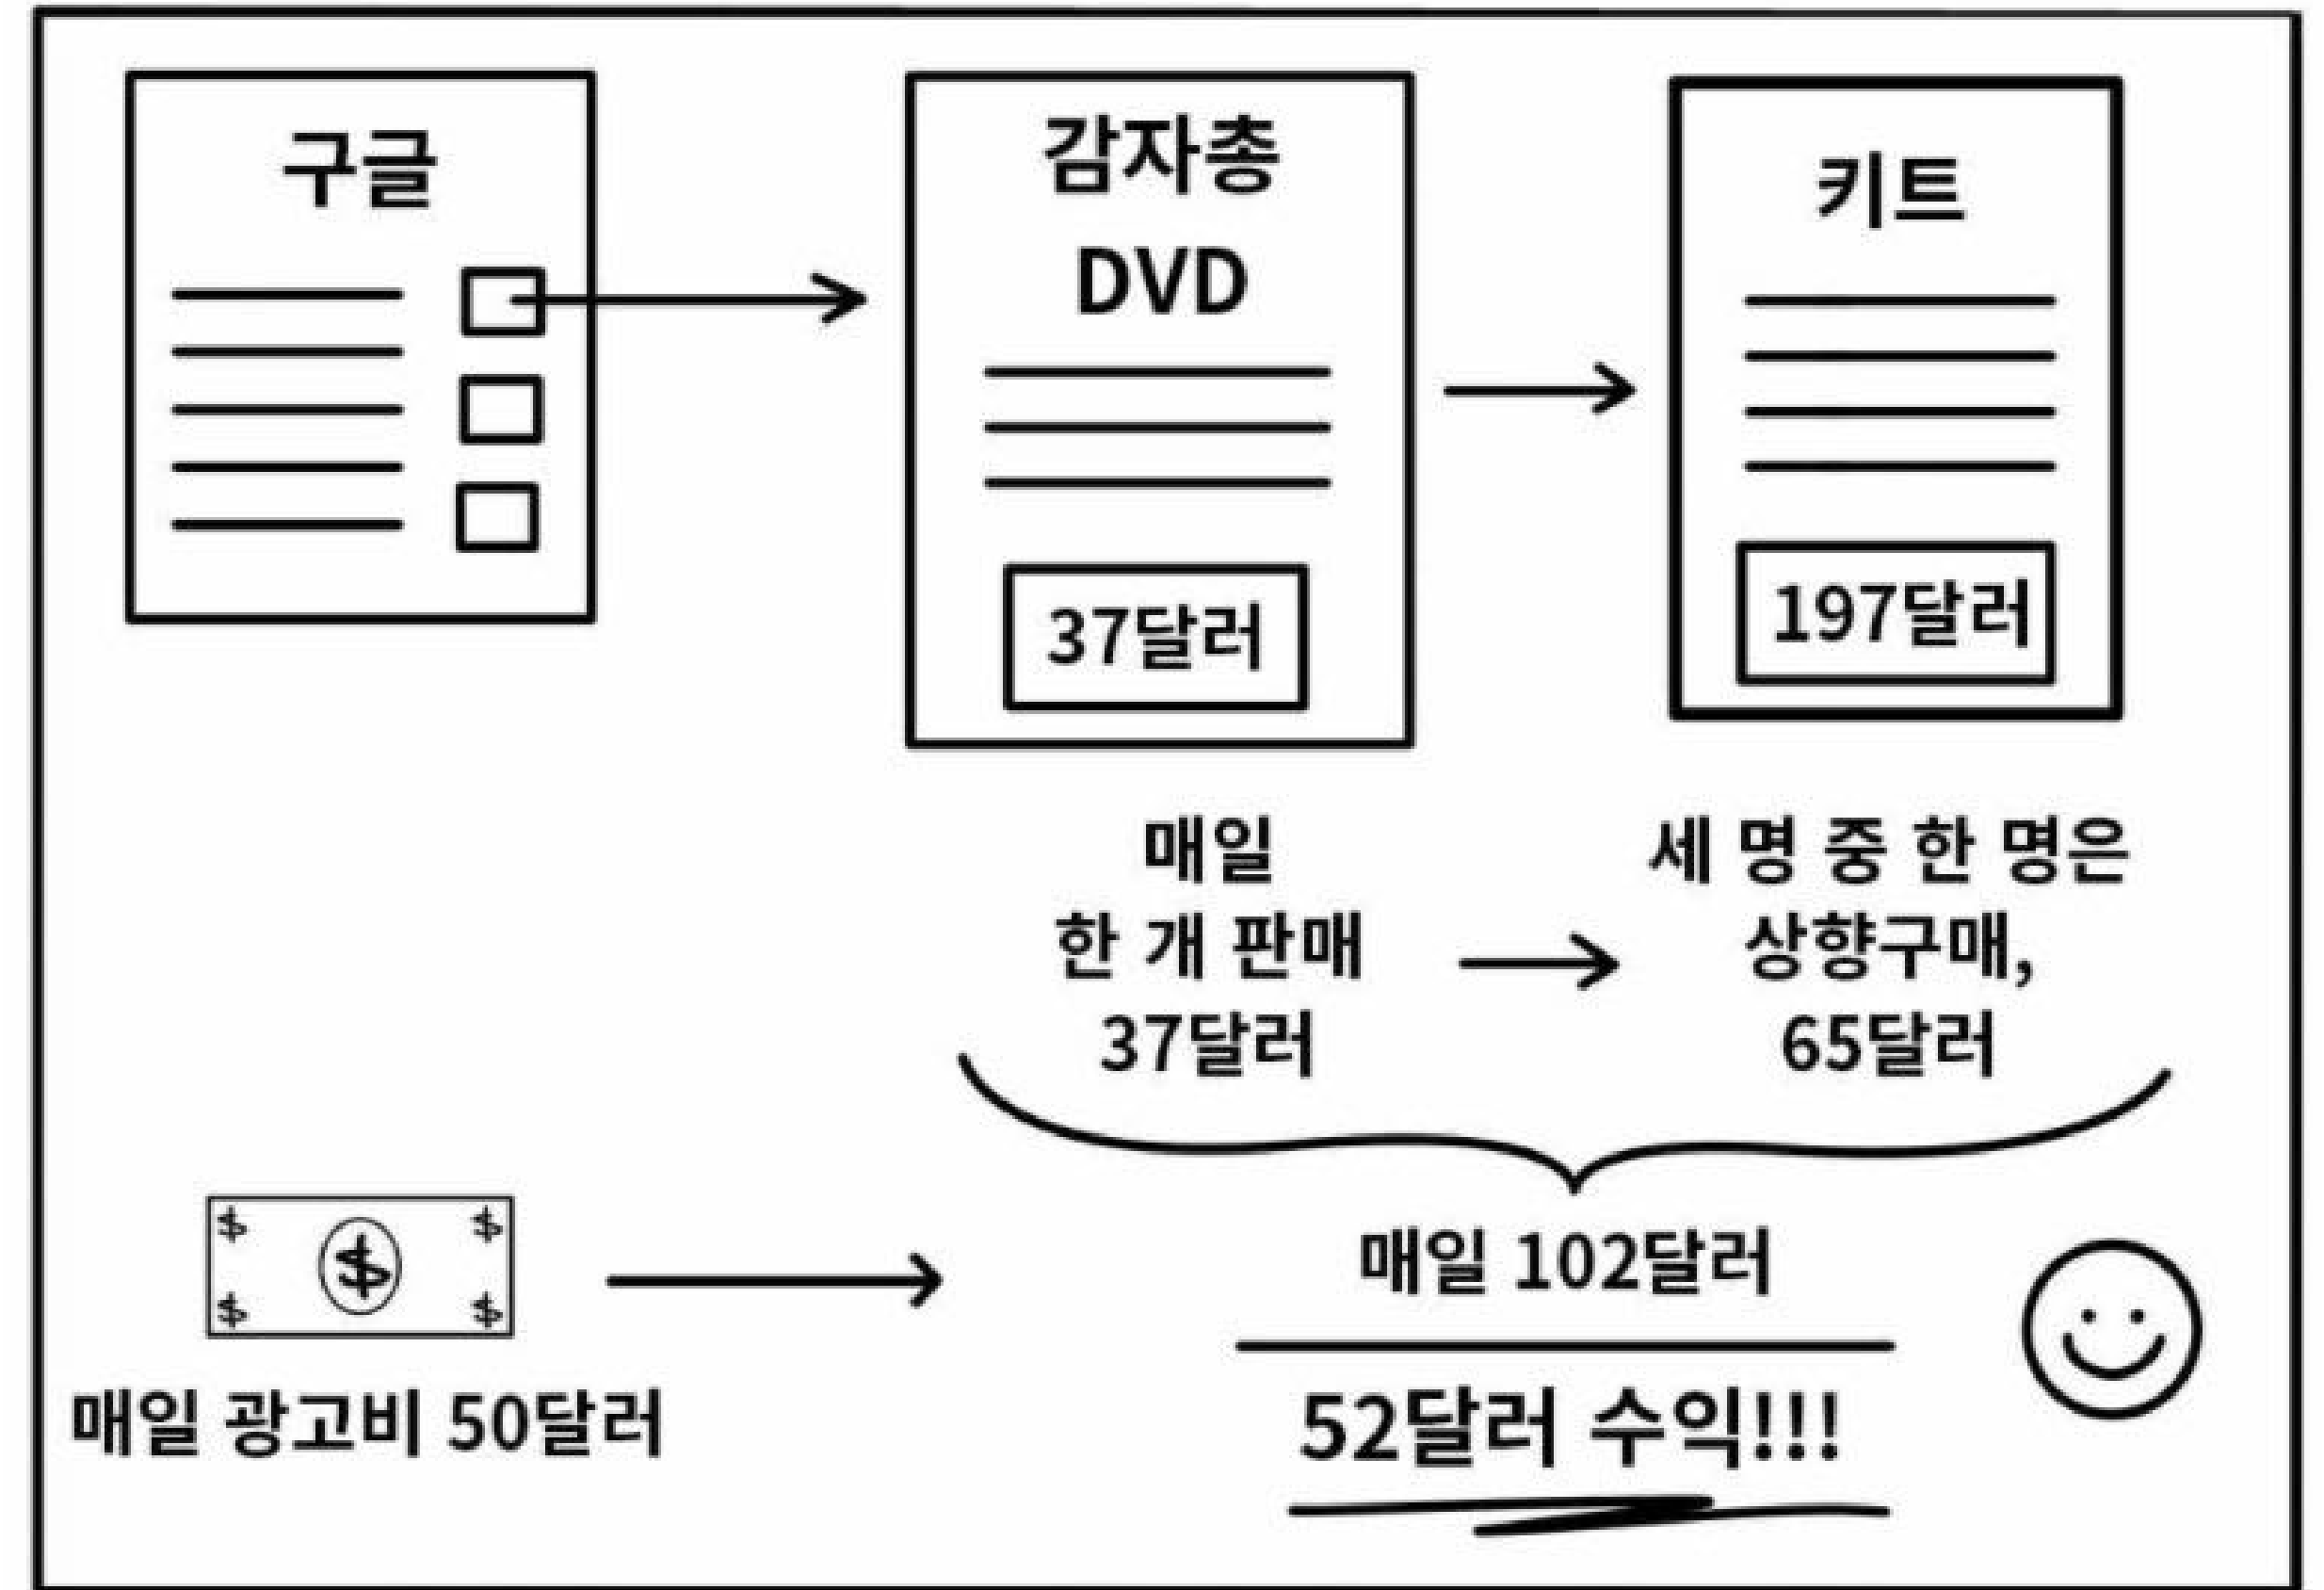 구글
감자총
DVD
37달러
키트
197달러
매일
한 개 판매
37달러
세 명 중 한 명은
상향구매,
65달러
$ $
$
$ $
매일 광고비 50달러
매일 102달러
52달러 수익!!!